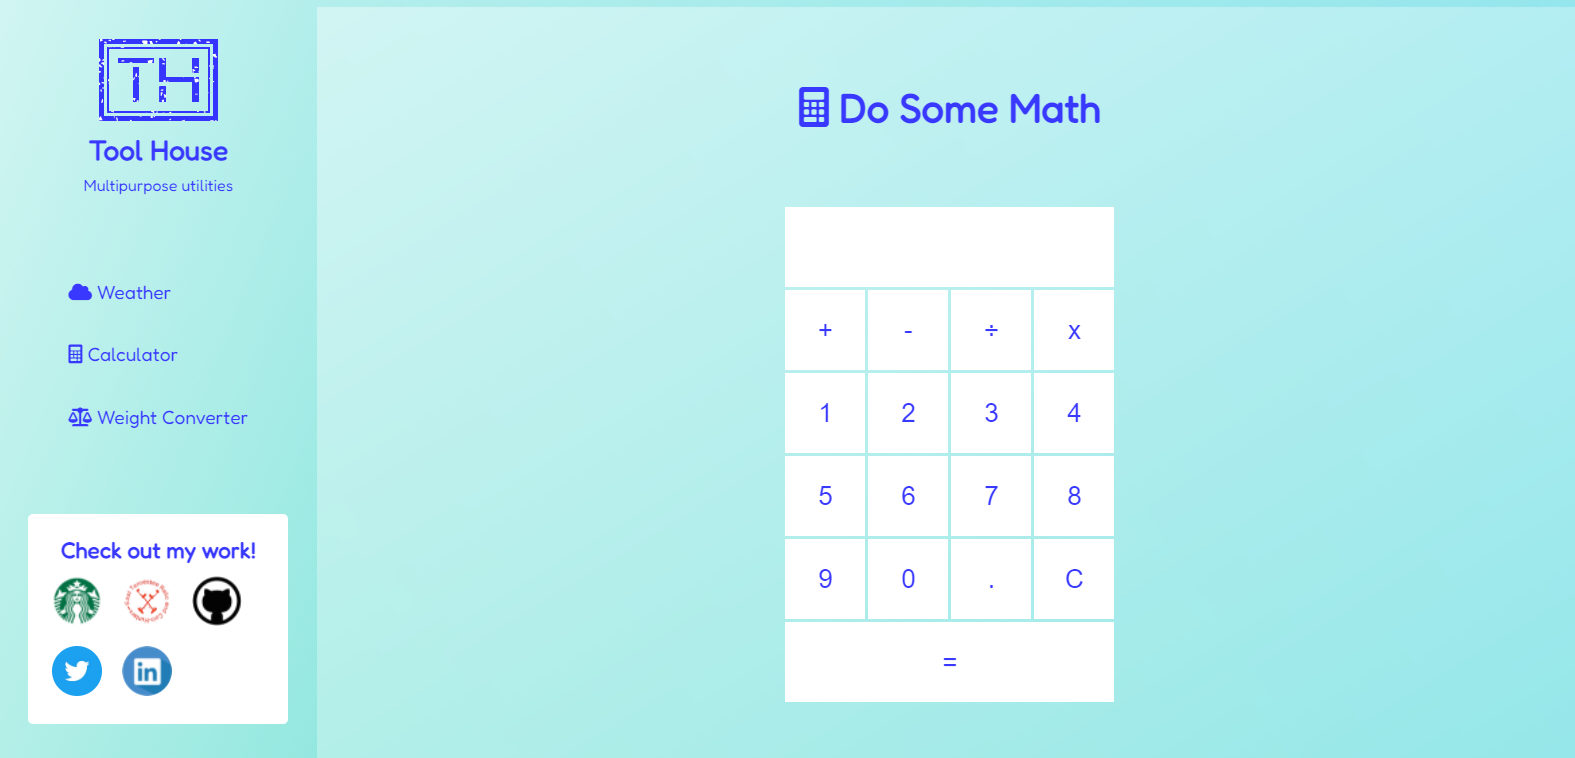 TH
Tool House
Multipurpose utilities
Weather
Calculator
Weight Converter
Check out my work!
in
Do Some Math
+ - ÷ x
1 2 3 4
5 6 7 8
9 0 . C
=